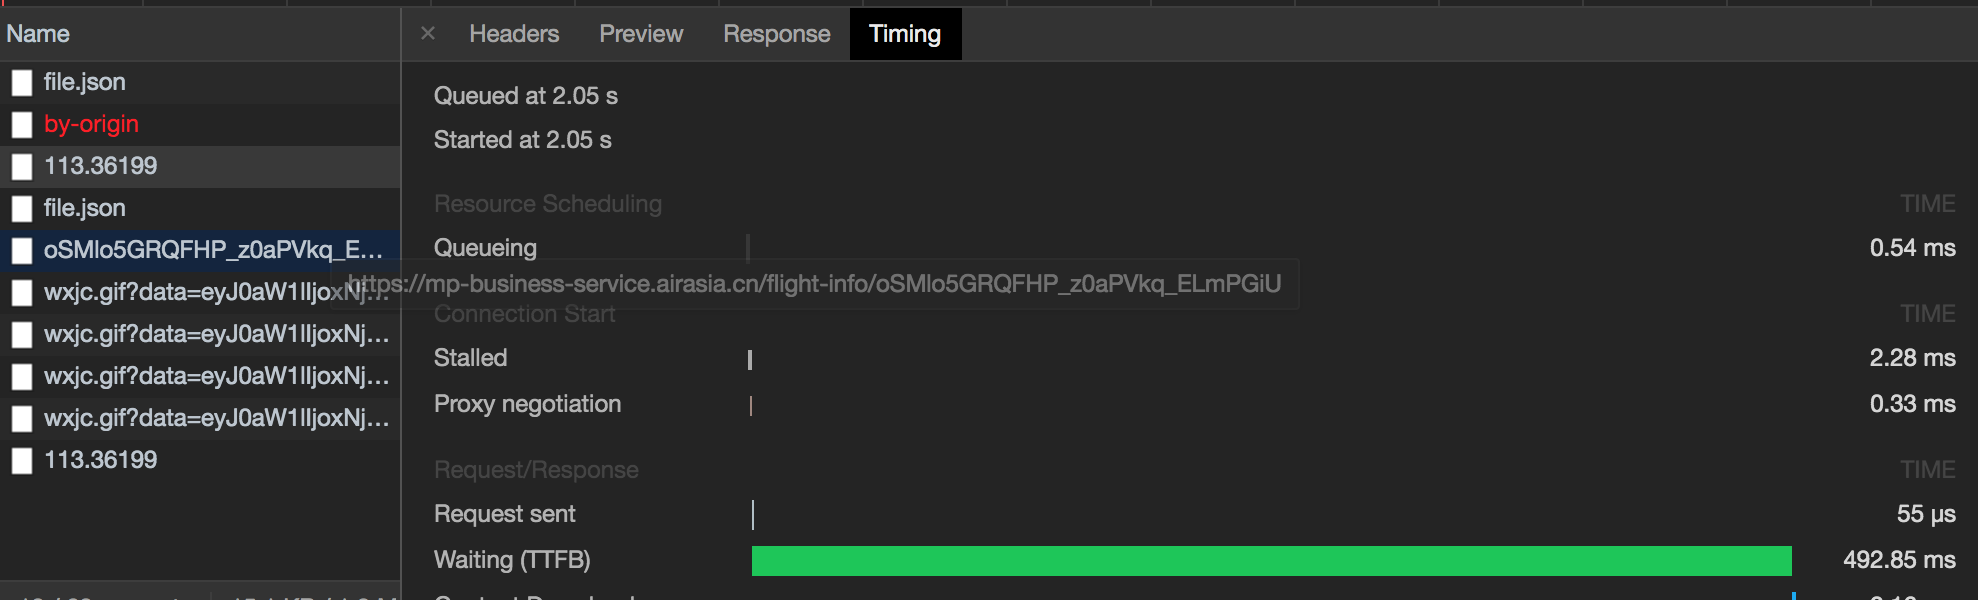 Name
file.json
by-origin
113.36199
file.json
oSMlo5GRQFHP_z0aPVkq_E...
wxjc.gif?data=eyJ0aW1lIjoxNj...
wxjc.gif?data=eyJ0aW1lIjoxNj...
wxjc.gif?data=eyJ0aW1lIjoxNj...
wxjc.gif?data=eyJ0aW1lIjoxNj...
113.36199
× Headers Preview Response Timing
Queued at 2.05 s
Started at 2.05 s
Resource Scheduling TIME
Queueing 0.54 ms
https://mp-business-service.airasia.cn/flight-info/oSMlo5GRQFHP_z0aPVkq_ELmPGiU
Connection Start TIME
Stalled 2.28 ms
Proxy negotiation 0.33 ms
Request/Response TIME
Request sent 55 µs
Waiting (TTFB) 492.85 ms